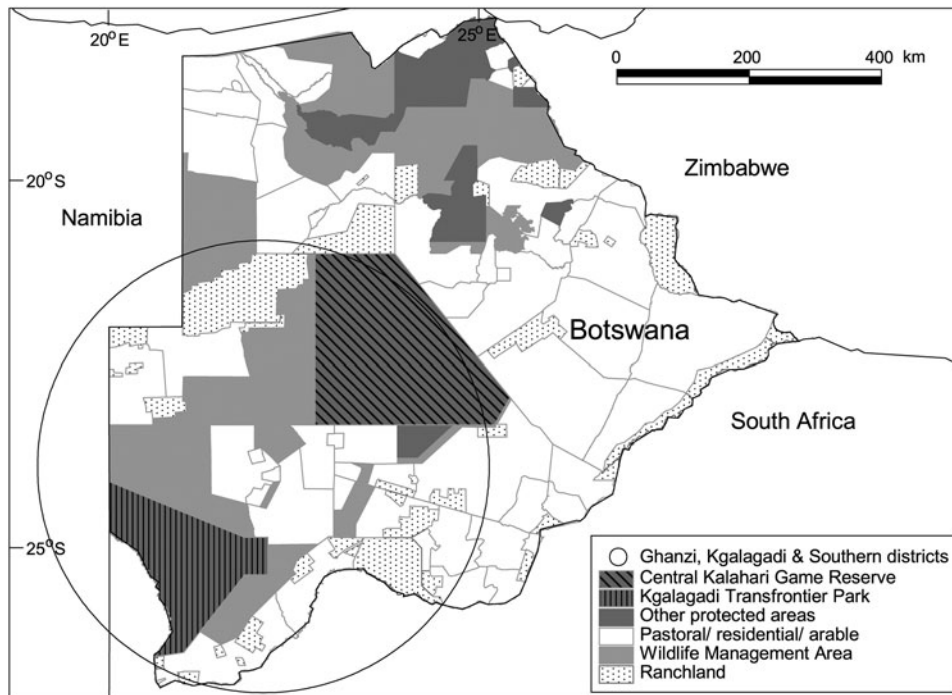 20°E
25°E
0 200 400 km
20°S
Zimbabwe
Namibia
Botswana
South Africa
25°S
Ghanzi, Kgalagadi & Southern districts
Central Kalahari Game Reserve
Kgalagadi Transfrontier Park
Other protected areas
Pastoral/ residential/ arable
Wildlife Management Area
Ranchland